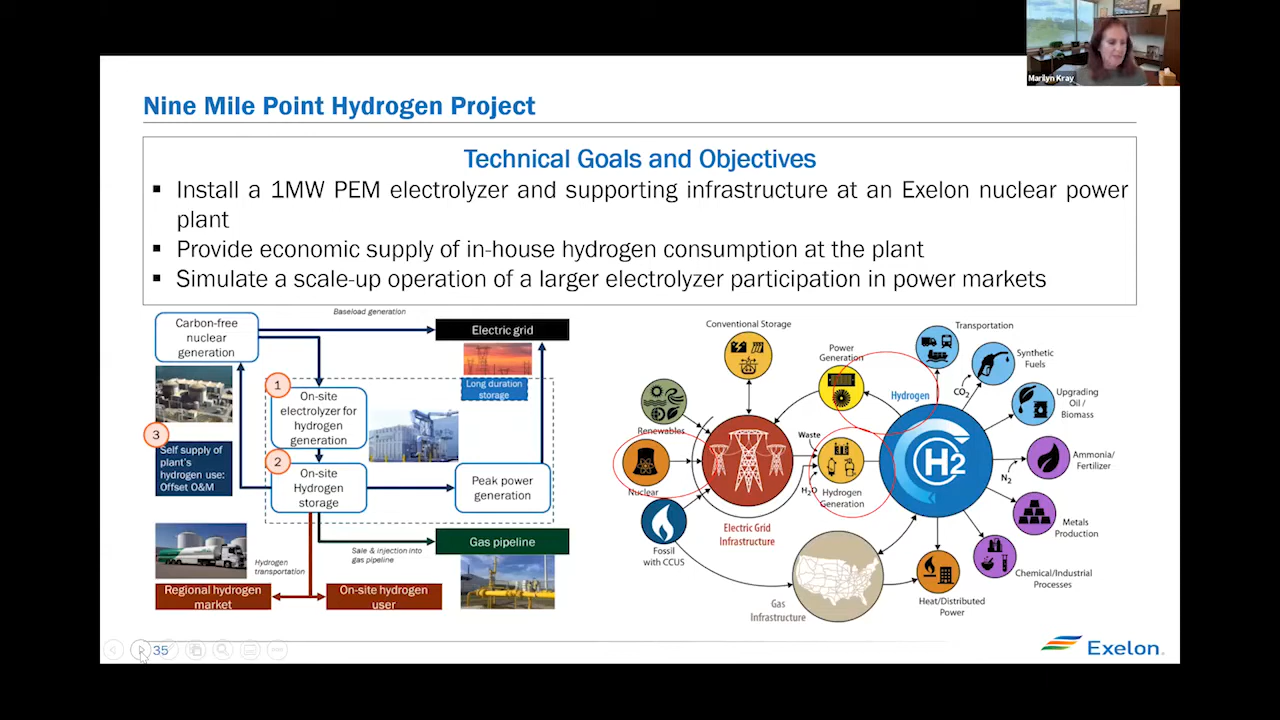 Marilyn Kray
Nine Mile Point Hydrogen Project
Technical Goals and Objectives
▪ Install a 1MW PEM electrolyzer and supporting infrastructure at an Exelon nuclear power
plant
▪ Provide economic supply of in-house hydrogen consumption at the plant
▪ Simulate a scale-up operation of a larger electrolyzer participation in power markets
Baseload generation
Carbon-free
nuclear
generation
Electric grid
Long duration
storage
1
On-site
electrolyzer for
hydrogen
generation
3
Self supply of
plant's
hydrogen use:
Offset O&M
2
On-site
Hydrogen
storage
Peak power
generation
Gas pipeline
Sale & injection into
gas pipeline
Hydrogen
transportation
Regional hydrogen
market
On-site hydrogen
user
Conventional Storage
Power
Generation
Transportation
Synthetic
Fuels
CO2
Hydrogen
Upgrading
Oil /
Biomass
Renewables
Waste
H2
Ammonia/
Fertilizer
N2
Nuclear
H2O
Hydrogen
Generation
Metals
Production
Electric Grid
Infrastructure
Fossil
with CCUS
Chemical/Industrial
Processes
Gas
Infrastructure
Heat/Distributed
Power
35
Exelon.